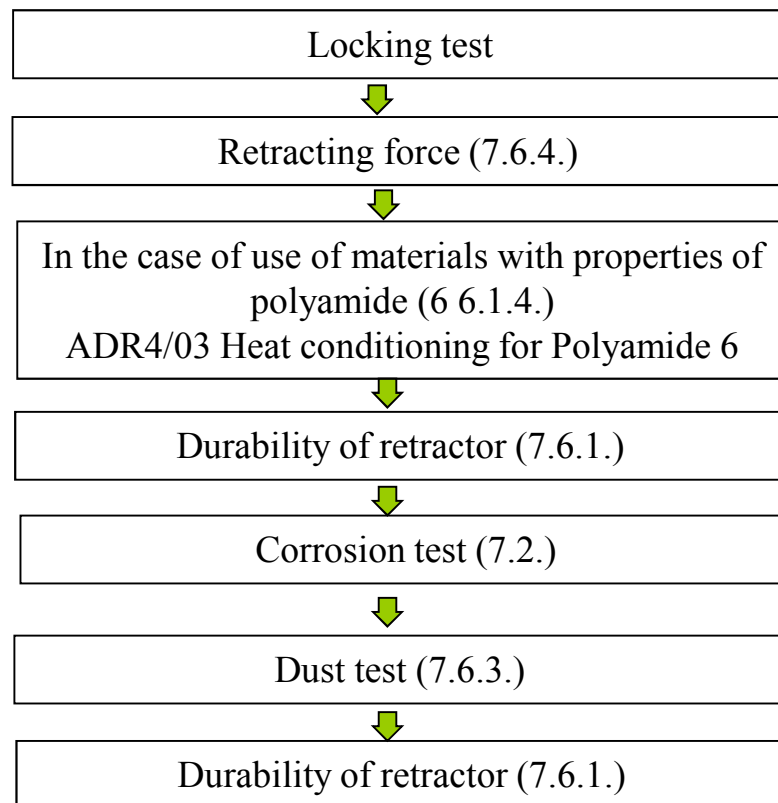 Locking test
Retracting force (7.6.4.)
In the case of use of materials with properties of
polyamide (6 6.1.4.)
ADR4/03 Heat conditioning for Polyamide 6
Durability of retractor (7.6.1.)
Corrosion test (7.2.)
Dust test (7.6.3.)
Durability of retractor (7.6.1.)